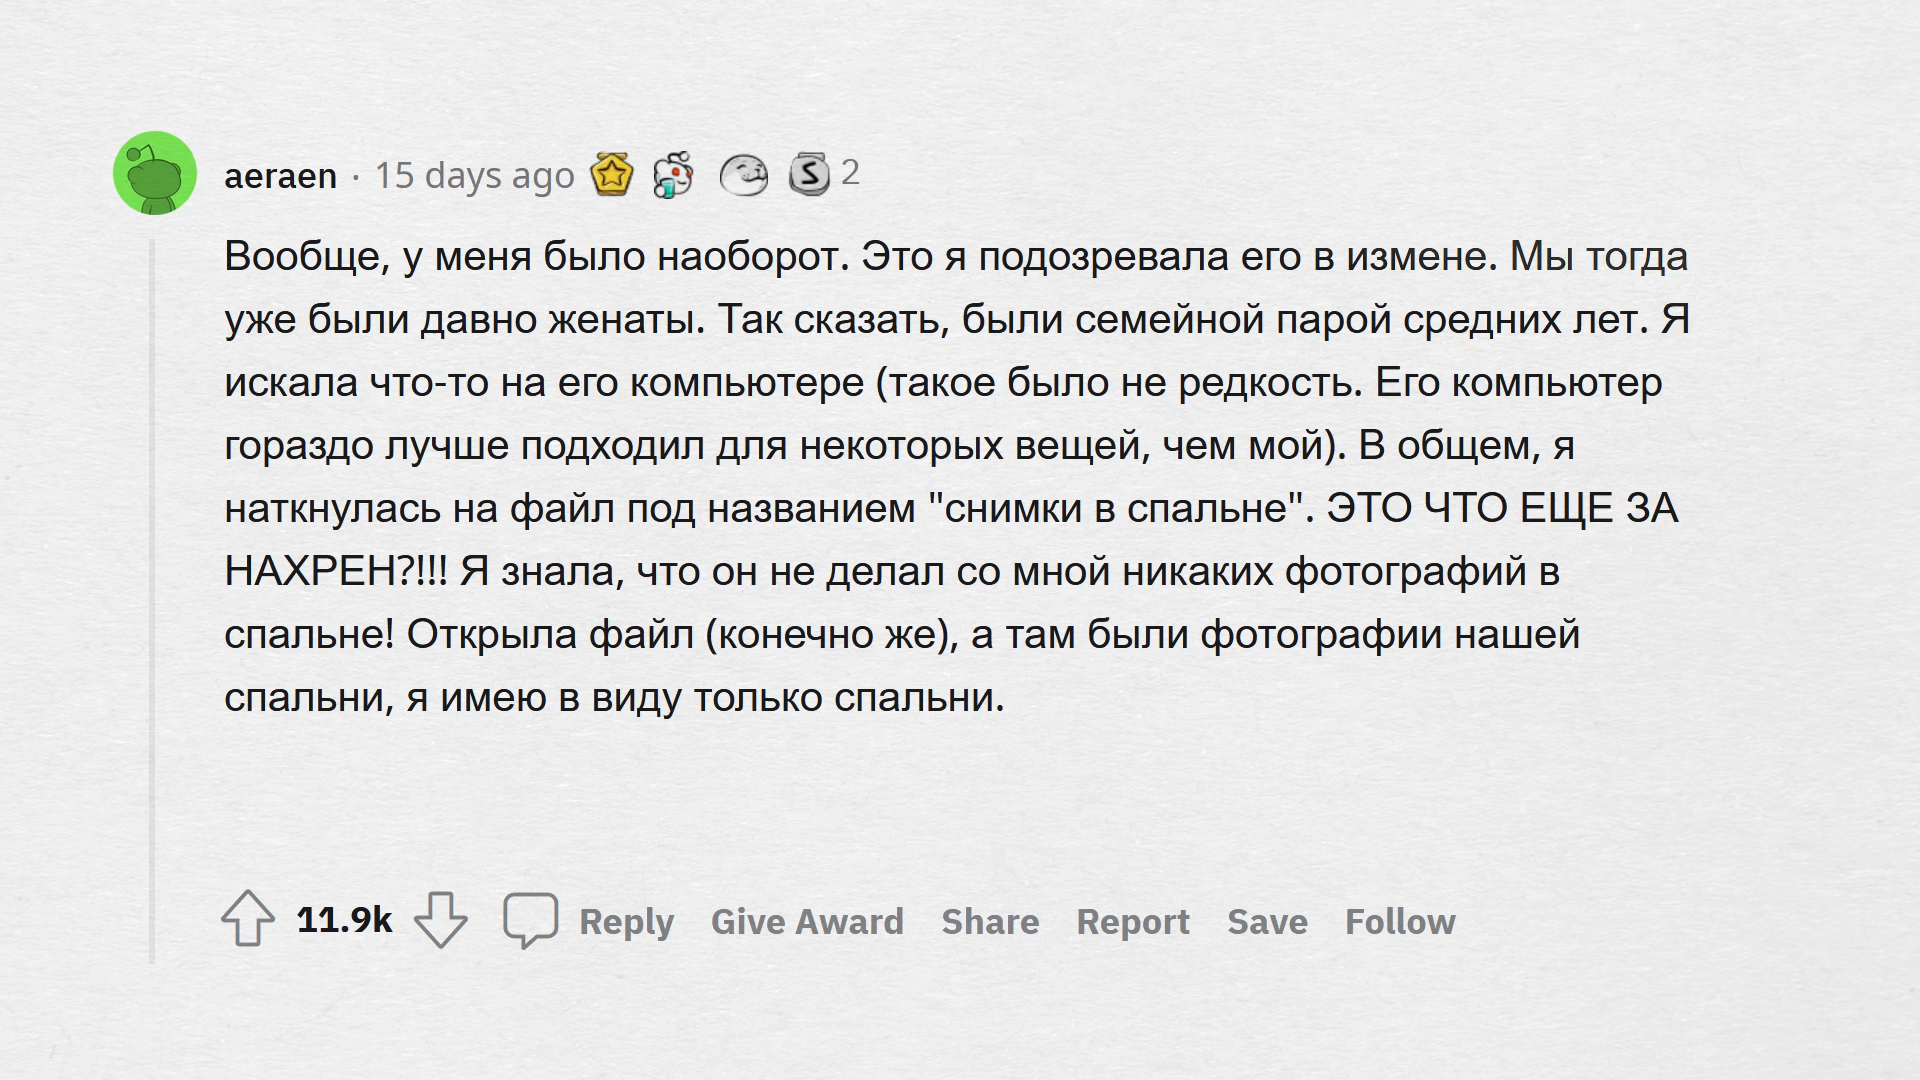 aeraen · 15 days ago 2
Вообще, у меня было наоборот. Это я подозревала его в измене. Мы тогда
уже были давно женаты. Так сказать, были семейной парой средних лет. Я
искала что-то на его компьютере (такое было не редкость. Его компьютер
гораздо лучше подходил для некоторых вещей, чем мой). В общем, я
наткнулась на файл под названием "снимки в спальне". ЭТО ЧТО ЕЩЕ ЗА
НАХРЕН?!!! Я знала, что он не делал со мной никаких фотографий в
спальне! Открыла файл (конечно же), а там были фотографии нашей
спальни, я имею в виду только спальни.
11.9k Reply Give Award Share Report Save Follow